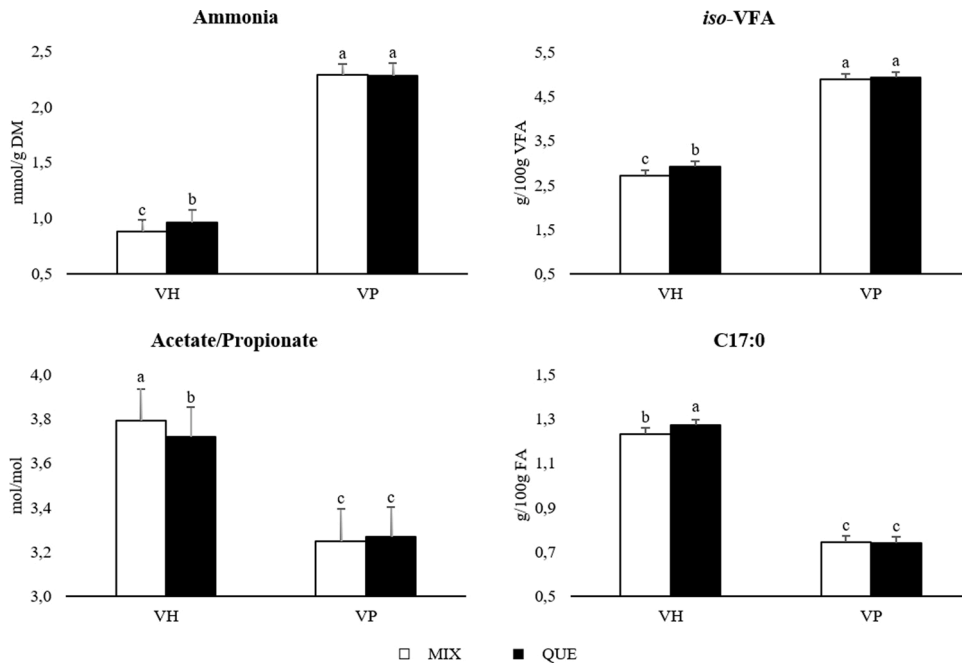 Ammonia
2,5
2,0
1,5
1,0
0,5
mmol/g DM
c
b
a
a
VH
VP
iso-VFA
5,5
4,5
3,5
2,5
1,5
0,5
g/100g VFA
c
b
a
a
VH
VP
Acetate/Propionate
4,0
3,8
3,6
3,4
3,2
3,0
mol/mol
a
b
c
c
VH
VP
C17:0
1,5
1,3
1,1
0,9
0,7
0,5
g/100g FA
b
a
c
c
VH
VP
MIX QUE